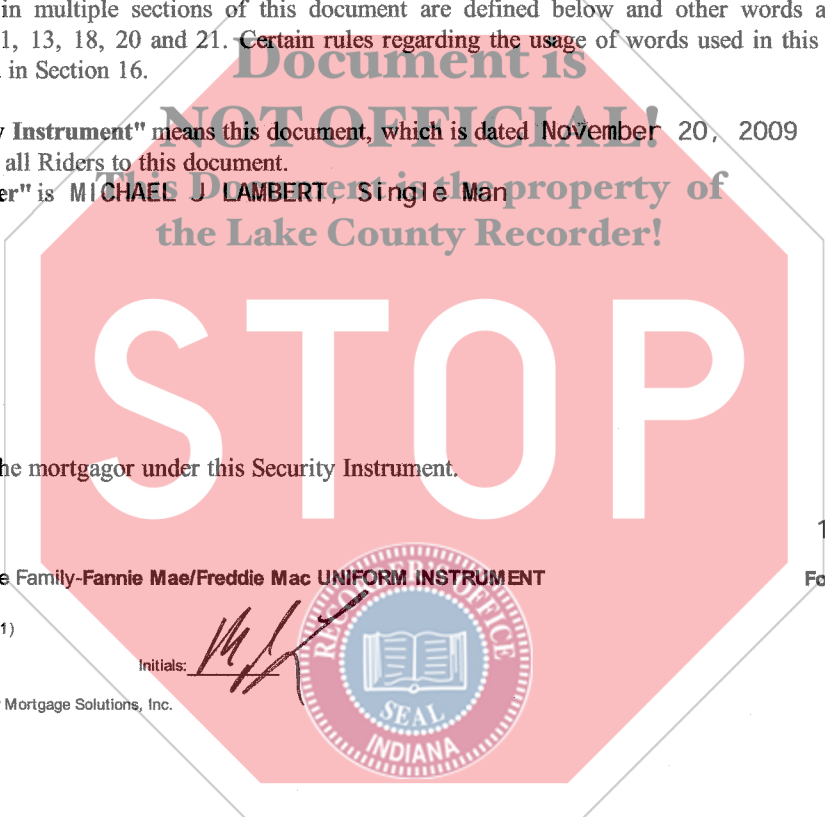 in multiple sections of this document are defined below and other words a
1, 13, 18, 20 and 21. Certain rules regarding the usage of words used in this
in Section 16.
Document is
NOT OFFICIAL!
Instrument" means this document, which is dated November 20, 2009
all Riders to this document.
This Document is the property of
er" is MICHAEL J LAMBERT, Single Man
the Lake County Recorder!
STOP
he mortgagor under this Security Instrument.
1
e Family-Fannie Mae/Freddie Mac UNIFORM INSTRUMENT
Fo
1)
Initials:
Mortgage Solutions, Inc.
RECORDER'S OFFICE
SEAL
INDIANA